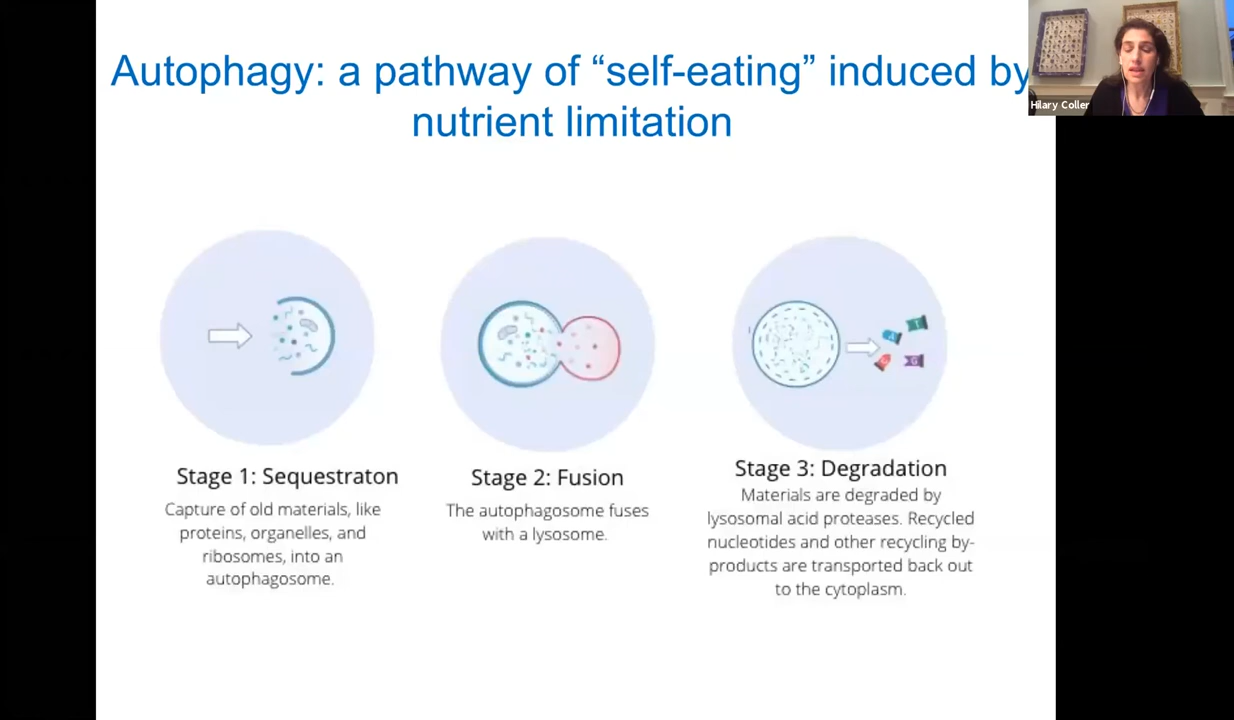 Autophagy: a pathway of “self-eating” induced by
nutrient limitation
Hilary Coller
A
T
G
Stage 1: Sequestraton
Capture of old materials, like
proteins, organelles, and
ribosomes, into an
autophagosome.
Stage 2: Fusion
The autophagosome fuses
with a lysosome.
Stage 3: Degradation
Materials are degraded by
lysosomal acid proteases. Recycled
nucleotides and other recycling by-
products are transported back out
to the cytoplasm.